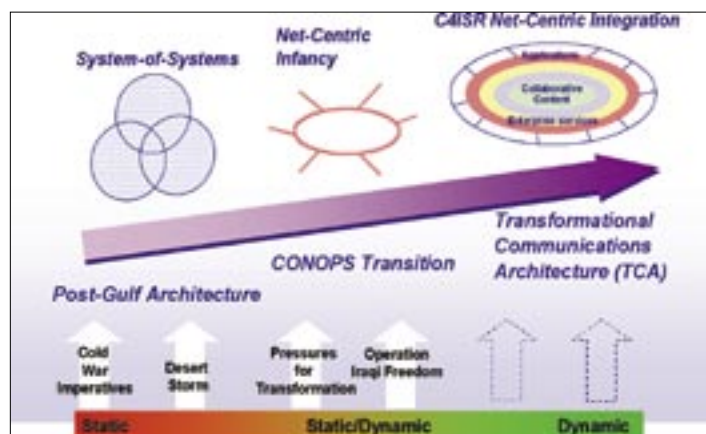 C4ISR Net-Centric Integration
Net-Centric
Infancy
System-of-Systems
Applications
Collaborative
Content
Enterprise services
Transformational
Communications
Architecture (TCA)
CONOPS Transition
Post-Gulf Architecture
Cold
War
Imperatives
Desert
Storm
Pressures
for
Transformation
Operation
Iraqi Freedom
Static
Static/Dynamic
Dynamic